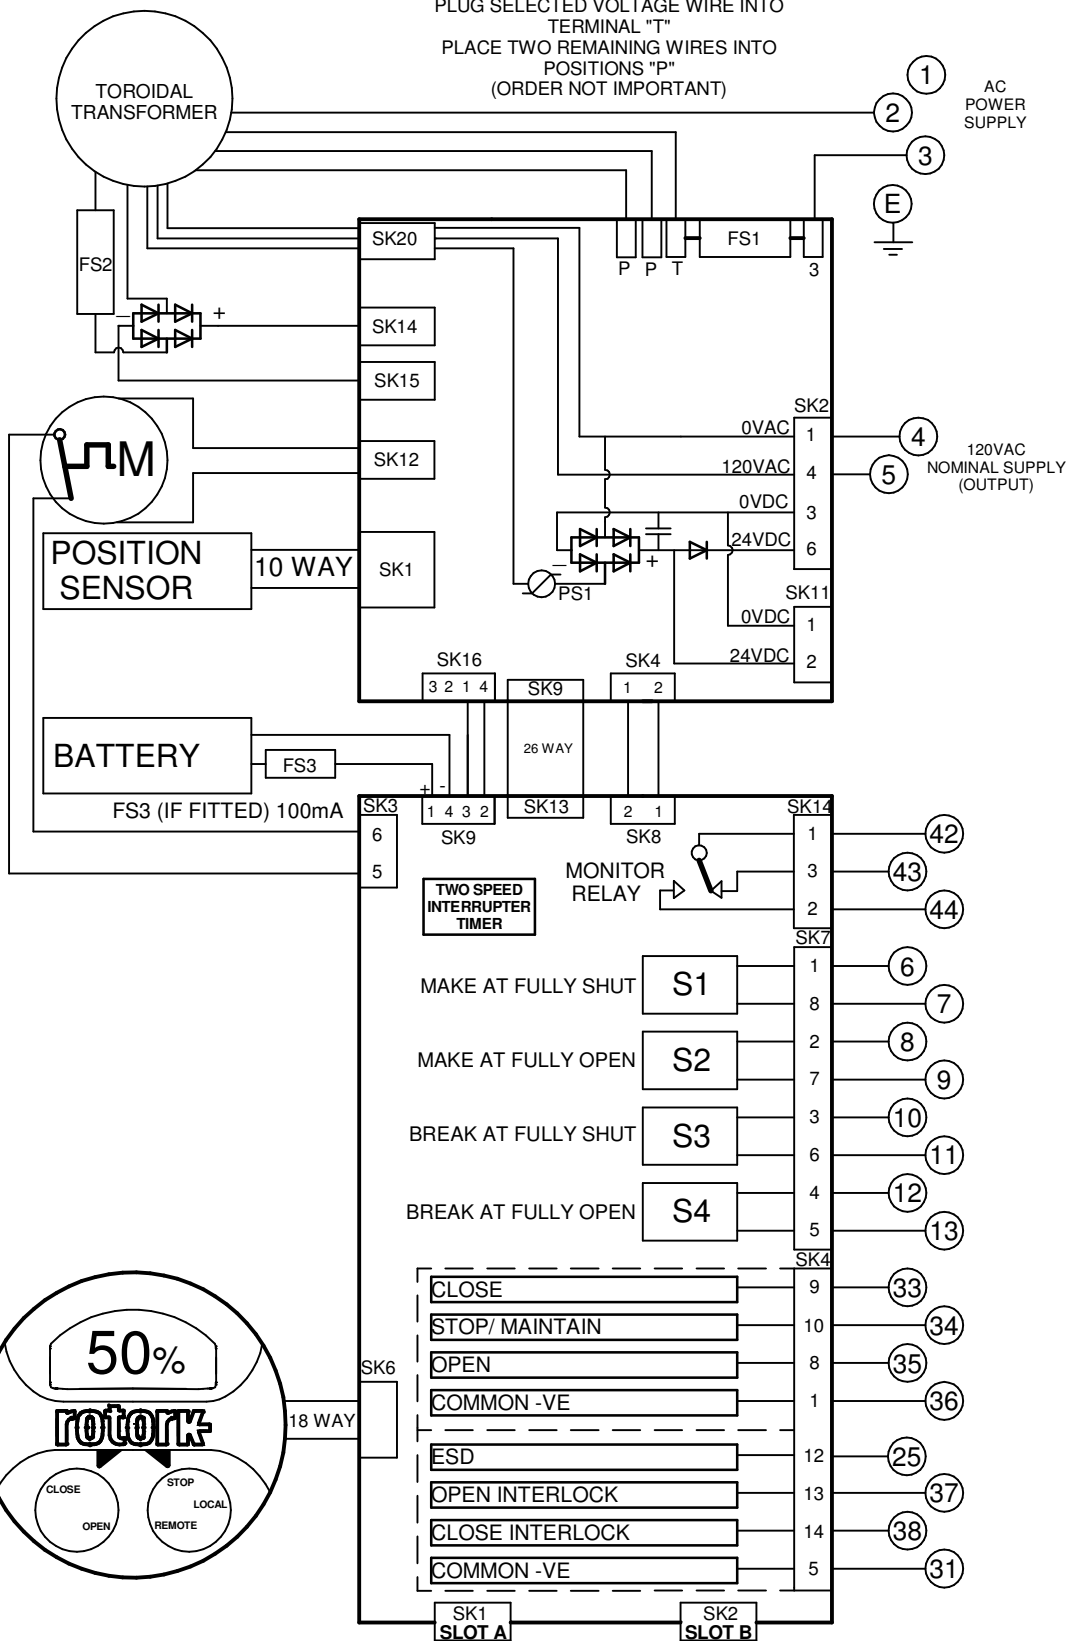 PLUG SELECTED VOLTAGE WIRE INTO
TERMINAL "T"
PLACE TWO REMAINING WIRES INTO
POSITIONS "P"
(ORDER NOT IMPORTANT)
TOROIDAL
TRANSFORMER
1
2
AC
POWER
SUPPLY
3
E
FS2
SK20
P P T
FS1
3
_
+
SK14
SK15
M
SK12
SK2
0VAC 1
4
120VAC 4
5
120VAC
NOMINAL SUPPLY
(OUTPUT)
0VDC 3
24VDC 6
_
+
PS1
POSITION
SENSOR
10 WAY
SK1
SK11
0VDC 1
24VDC 2
SK16
3 2 1 4
SK9
SK4
1 2
BATTERY
FS3
26 WAY
+ -
FS3 (IF FITTED) 100mA
SK3
6
5
1 4 3 2
SK9
SK13
2 1
SK8
SK14
1 42
MONITOR
RELAY
3 43
2 44
TWO SPEED
INTERRUPTER
TIMER
SK7
MAKE AT FULLY SHUT S1
1 6
8 7
MAKE AT FULLY OPEN S2
2 8
7 9
BREAK AT FULLY SHUT S3
3 10
6 11
BREAK AT FULLY OPEN S4
4 12
5 13
SK4
CLOSE 9 33
STOP/ MAINTAIN 10 34
OPEN 8 35
COMMON -VE 1 36
ESD 12 25
OPEN INTERLOCK 13 37
CLOSE INTERLOCK 14 38
COMMON -VE 5 31
50%
rotork
SK6
18 WAY
CLOSE
OPEN
STOP
LOCAL
REMOTE
SK1
SLOT A
SK2
SLOT B